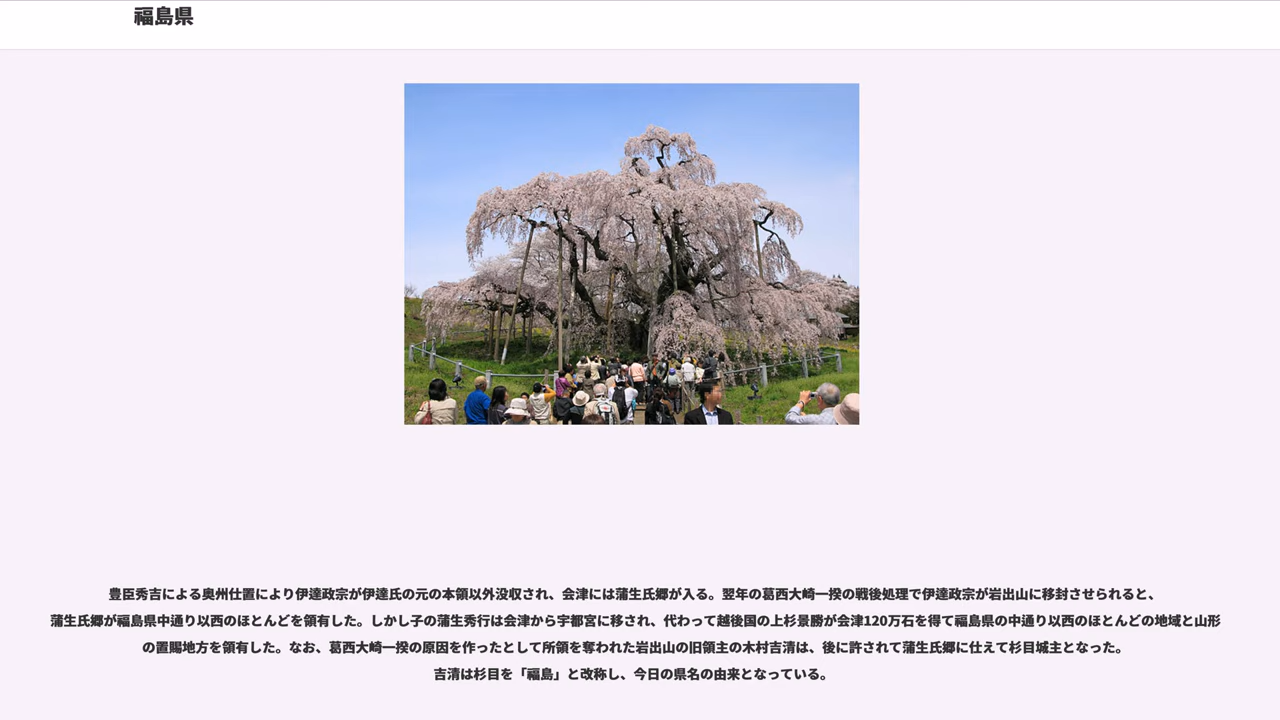 福島県
豊臣秀吉による奥州仕置により伊達政宗が伊達氏の元の本領以外没収され、会津には蒲生氏郷が入る。翌年の葛西大崎一揆の戦後処理で伊達政宗が岩出山に移封させられると、
蒲生氏郷が福島県中通り以西のほとんどを領有した。しかし子の蒲生秀行は会津から宇都宮に移され、代わって越後国の上杉景勝が会津120万石を得て福島県の中通り以西のほとんどの地域と山形
の置賜地方を領有した。なお、葛西大崎一揆の原因を作ったとして所領を奪われた岩出山の旧領主の木村吉清は、後に許されて蒲生氏郷に仕えて杉目城主となった。
吉清は杉目を「福島」と改称し、今日の県名の由来となっている。